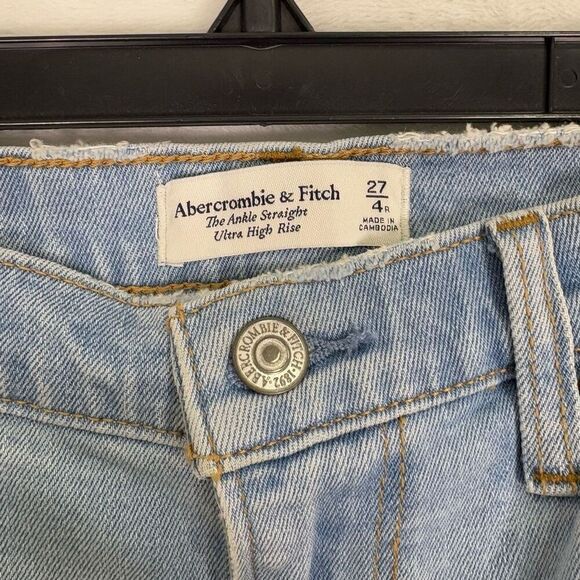 Abercrombie & Fitch
The Ankle Straight
Ultra High Rise
27
4R
MADE IN
CAMBODIA
ABERCROMBIE & FITCH · 1892 ·